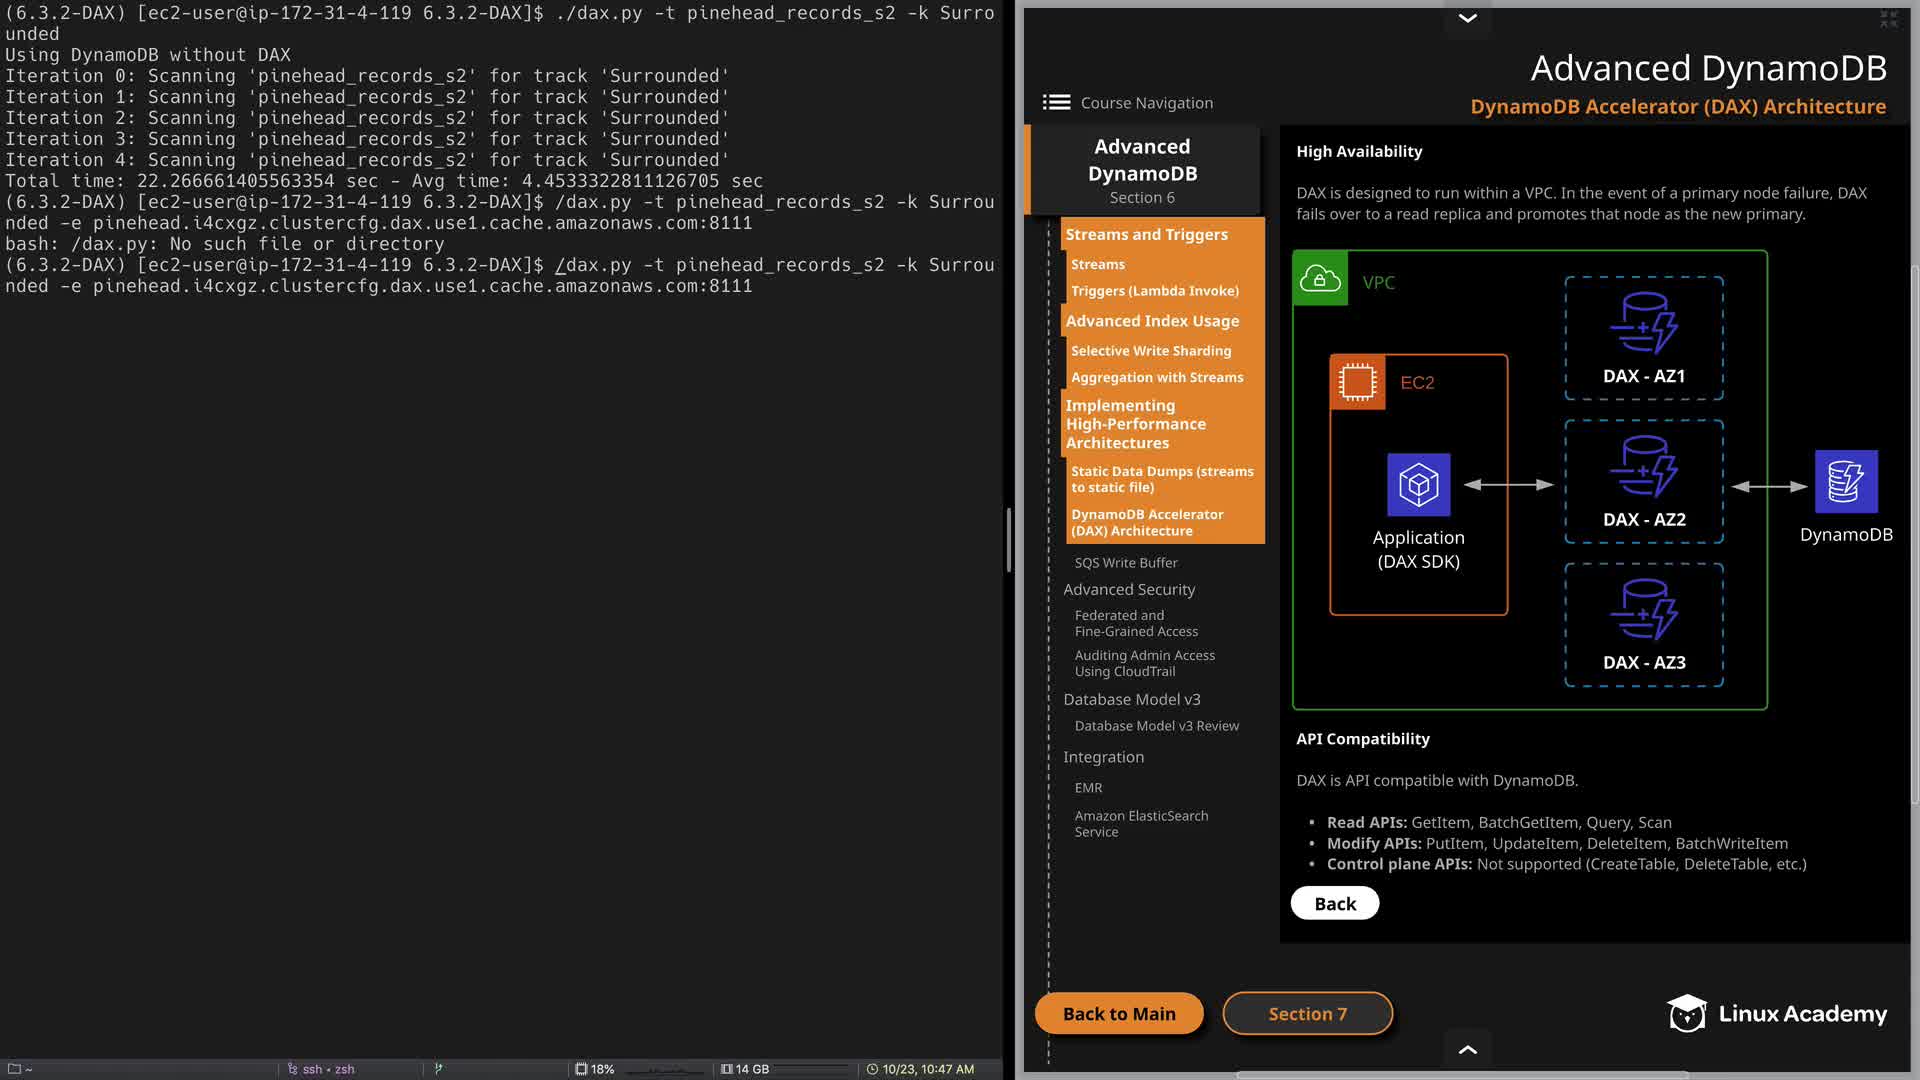 (6.3.2-DAX) [ec2-user@ip-172-31-4-119 6.3.2-DAX]$ ./dax.py -t pinehead_records_s2 -k Surro
unded
Using DynamoDB without DAX
Iteration 0: Scanning 'pinehead_records_s2' for track 'Surrounded'
Iteration 1: Scanning 'pinehead_records_s2' for track 'Surrounded'
Iteration 2: Scanning 'pinehead_records_s2' for track 'Surrounded'
Iteration 3: Scanning 'pinehead_records_s2' for track 'Surrounded'
Iteration 4: Scanning 'pinehead_records_s2' for track 'Surrounded'
Total time: 22.266661405563354 sec - Avg time: 4.4533322811126705 sec
(6.3.2-DAX) [ec2-user@ip-172-31-4-119 6.3.2-DAX]$ /dax.py -t pinehead_records_s2 -k Surrou
nded -e pinehead.i4cxgz.clustercfg.dax.use1.cache.amazonaws.com:8111
bash: /dax.py: No such file or directory
(6.3.2-DAX) [ec2-user@ip-172-31-4-119 6.3.2-DAX]$ /dax.py -t pinehead_records_s2 -k Surrou
nded -e pinehead.i4cxgz.clustercfg.dax.use1.cache.amazonaws.com:8111
~
ssh • zsh
18%
14 GB
10/23, 10:47 AM
Advanced DynamoDB
DynamoDB Accelerator (DAX) Architecture
Course Navigation
Advanced
DynamoDB
Section 6
Streams and Triggers
Streams
Triggers (Lambda Invoke)
Advanced Index Usage
Selective Write Sharding
Aggregation with Streams
Implementing
High-Performance
Architectures
Static Data Dumps (streams
to static file)
DynamoDB Accelerator
(DAX) Architecture
SQS Write Buffer
Advanced Security
Federated and
Fine-Grained Access
Auditing Admin Access
Using CloudTrail
Database Model v3
Database Model v3 Review
Integration
EMR
Amazon ElasticSearch
Service
High Availability
DAX is designed to run within a VPC. In the event of a primary node failure, DAX
fails over to a read replica and promotes that node as the new primary.
VPC
EC2
Application
(DAX SDK)
DAX - AZ1
DAX - AZ2
DAX - AZ3
DynamoDB
API Compatibility
DAX is API compatible with DynamoDB.
• Read APIs: GetItem, BatchGetItem, Query, Scan
• Modify APIs: PutItem, UpdateItem, DeleteItem, BatchWriteItem
• Control plane APIs: Not supported (CreateTable, DeleteTable, etc.)
Back
Back to Main
Section 7
Linux Academy